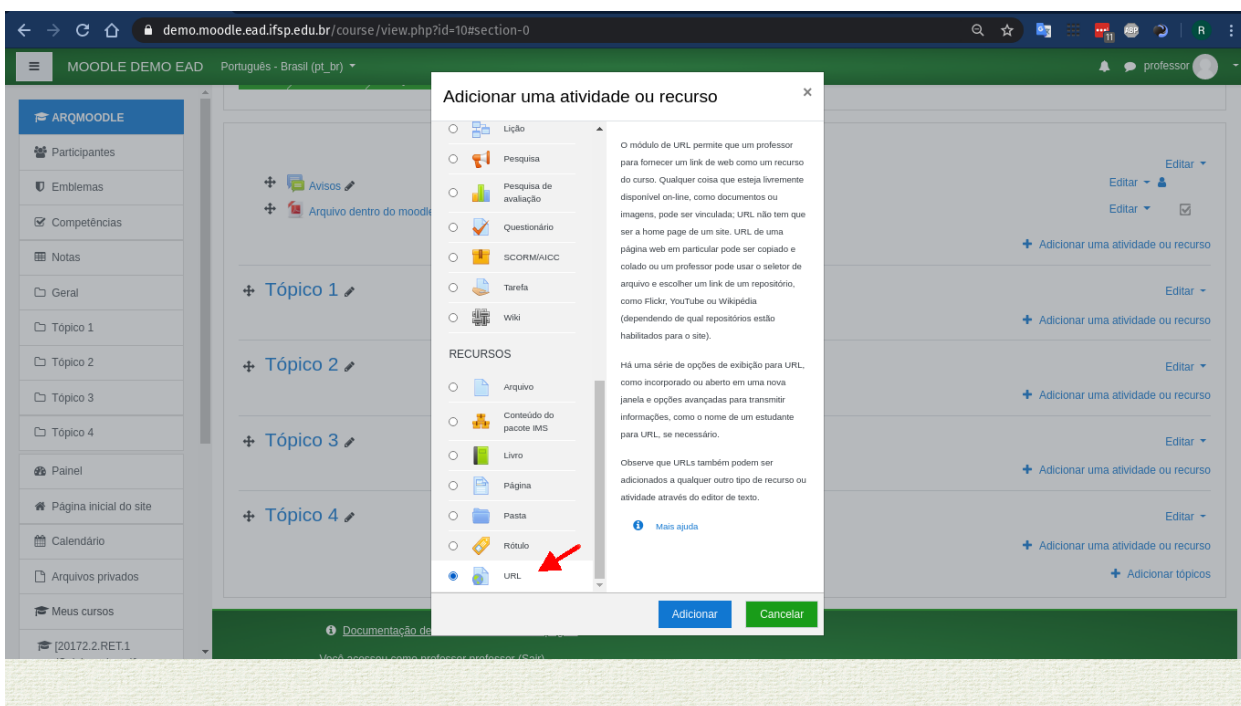 demo.moodle.ead.ifsp.edu.br/course/view.php?id=10#section-0
11
ABP
R
MOODLE DEMO EAD
Português - Brasil (pt_br)
professor
ARQMOODLE
Participantes
Emblemas
Competências
Notas
Geral
Tópico 1
Tópico 2
Tópico 3
Tópico 4
Painel
Página inicial do site
Calendário
Arquivos privados
Meus cursos
[20172.2.RET.1
Avisos
Arquivo dentro do moodle
Editar
Editar
Editar
+ Adicionar uma atividade ou recurso
Tópico 1
Editar
+ Adicionar uma atividade ou recurso
Tópico 2
Editar
+ Adicionar uma atividade ou recurso
Tópico 3
Editar
+ Adicionar uma atividade ou recurso
Tópico 4
Editar
+ Adicionar uma atividade ou recurso
+ Adicionar tópicos
Adicionar uma atividade ou recurso
×
Lição
Pesquisa
Pesquisa de
avaliação
Questionário
SCORM/AICC
Tarefa
Wiki
RECURSOS
Arquivo
Conteúdo do
pacote IMS
Livro
Página
Pasta
Rótulo
URL
O módulo de URL permite que um professor
para fornecer um link de web como um recurso
do curso. Qualquer coisa que esteja livremente
disponível on-line, como documentos ou
imagens, pode ser vinculada; URL não tem que
ser a home page de um site. URL de uma
página web em particular pode ser copiado e
colado ou um professor pode usar o seletor de
arquivo e escolher um link de um repositório,
como Flickr, YouTube ou Wikipédia
(dependendo de qual repositórios estão
habilitados para o site).
Há uma série de opções de exibição para URL,
como incorporado ou aberto em uma nova
janela e opções avançadas para transmitir
informações, como o nome de um estudante
para URL, se necessário.
Observe que URLs também podem ser
adicionados a qualquer outro tipo de recurso ou
atividade através do editor de texto.
Mais ajuda
Adicionar
Cancelar
Documentação de
Você acessou como professor professor (Sair)